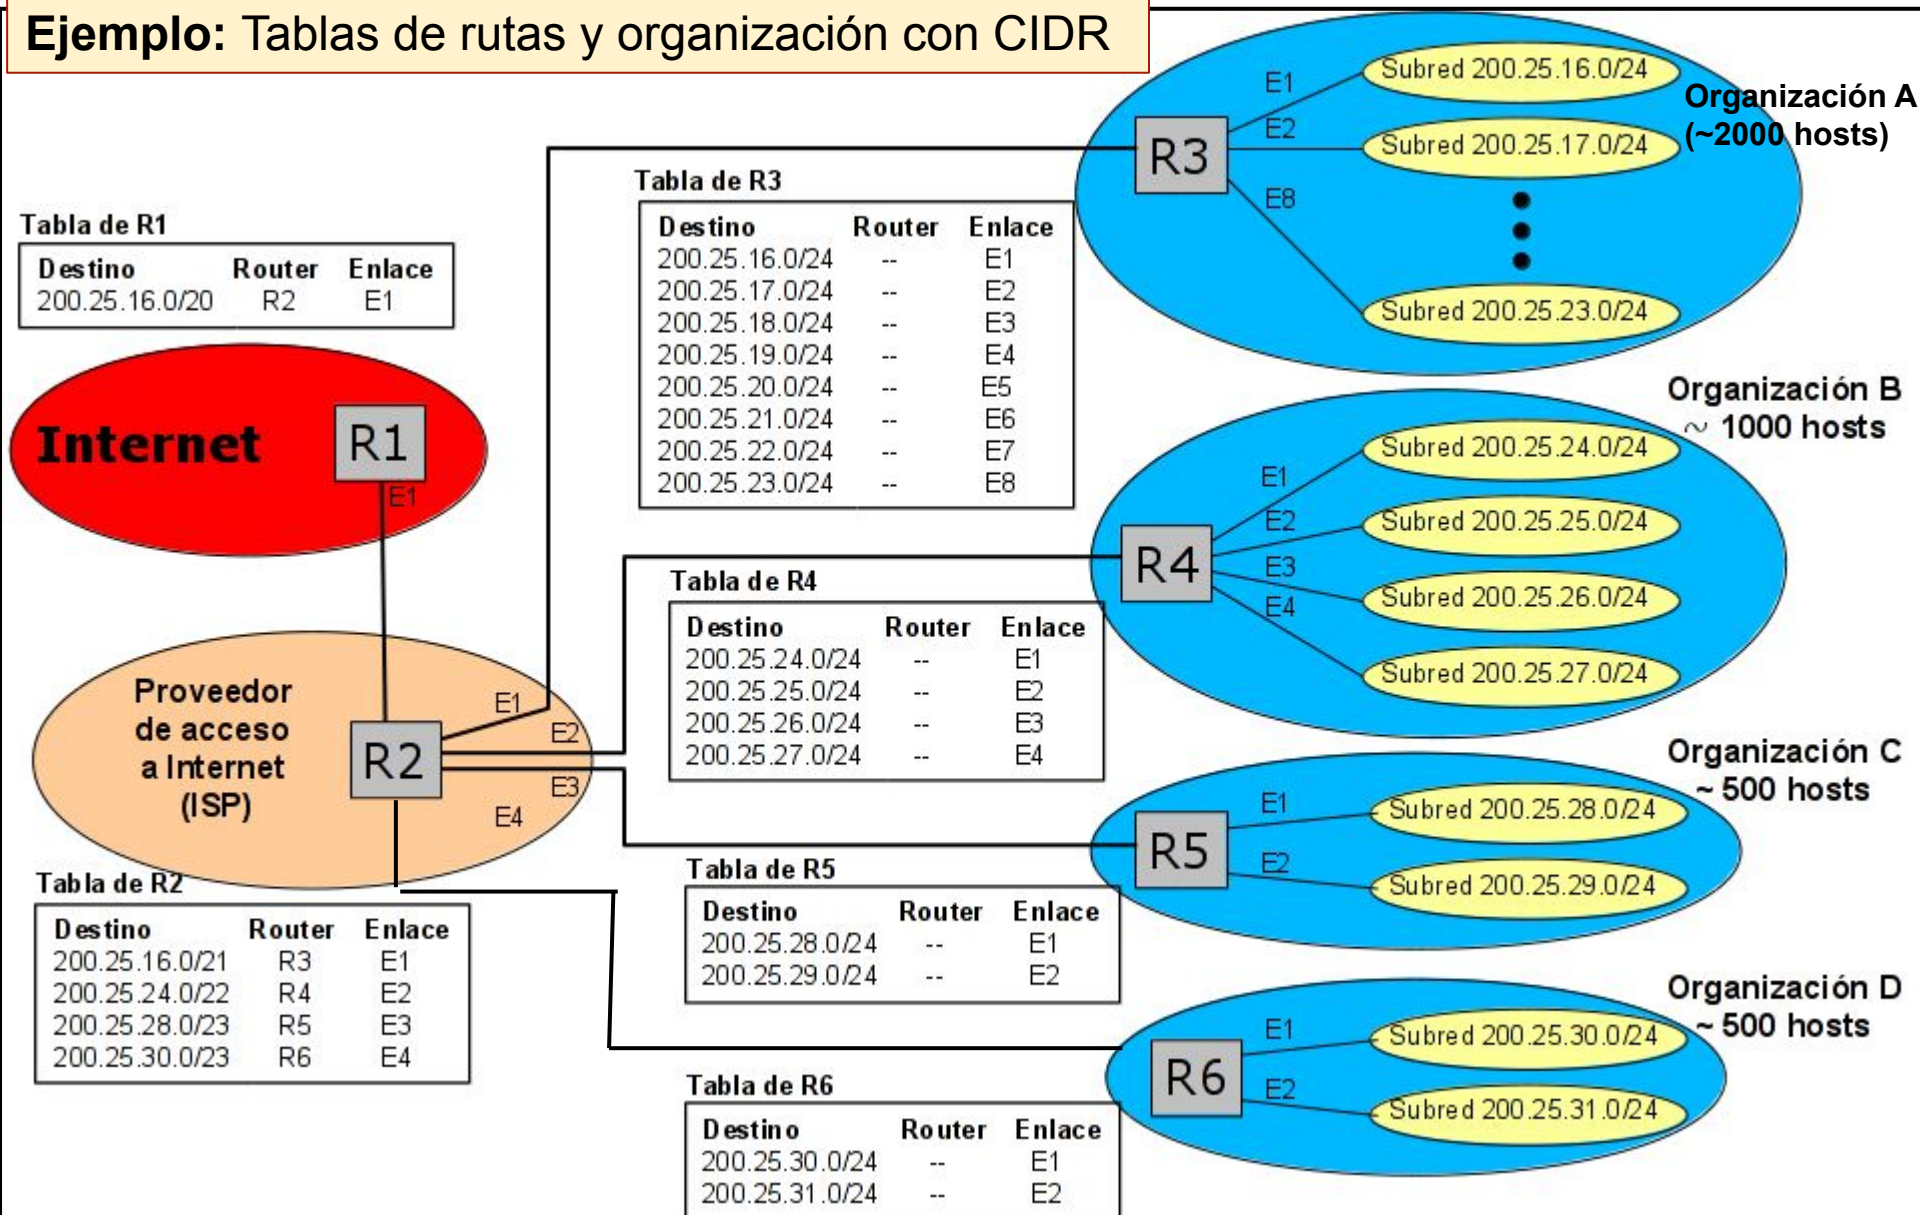 Ejemplo: Tablas de rutas y organización con CIDR
Tabla de R1
Destino Router Enlace
200.25.16.0/20 R2 E1
Internet
R1
E1
Proveedor
de acceso
a Internet
(ISP)
R2
E1
E2
E3
E4
Tabla de R2
Destino Router Enlace
200.25.16.0/21 R3 E1
200.25.24.0/22 R4 E2
200.25.28.0/23 R5 E3
200.25.30.0/23 R6 E4
Tabla de R3
Destino Router Enlace
200.25.16.0/24 -- E1
200.25.17.0/24 -- E2
200.25.18.0/24 -- E3
200.25.19.0/24 -- E4
200.25.20.0/24 -- E5
200.25.21.0/24 -- E6
200.25.22.0/24 -- E7
200.25.23.0/24 -- E8
R3
E1
E2
E8
Subred 200.25.16.0/24
Subred 200.25.17.0/24
Subred 200.25.23.0/24
Organización A
(~2000 hosts)
Tabla de R4
Destino Router Enlace
200.25.24.0/24 -- E1
200.25.25.0/24 -- E2
200.25.26.0/24 -- E3
200.25.27.0/24 -- E4
R4
E1
E2
E3
E4
Subred 200.25.24.0/24
Subred 200.25.25.0/24
Subred 200.25.26.0/24
Subred 200.25.27.0/24
Organización B
~ 1000 hosts
Tabla de R5
Destino Router Enlace
200.25.28.0/24 -- E1
200.25.29.0/24 -- E2
R5
E1
E2
Subred 200.25.28.0/24
Subred 200.25.29.0/24
Organización C
~ 500 hosts
Tabla de R6
Destino Router Enlace
200.25.30.0/24 -- E1
200.25.31.0/24 -- E2
R6
E1
E2
Subred 200.25.30.0/24
Subred 200.25.31.0/24
Organización D
~ 500 hosts